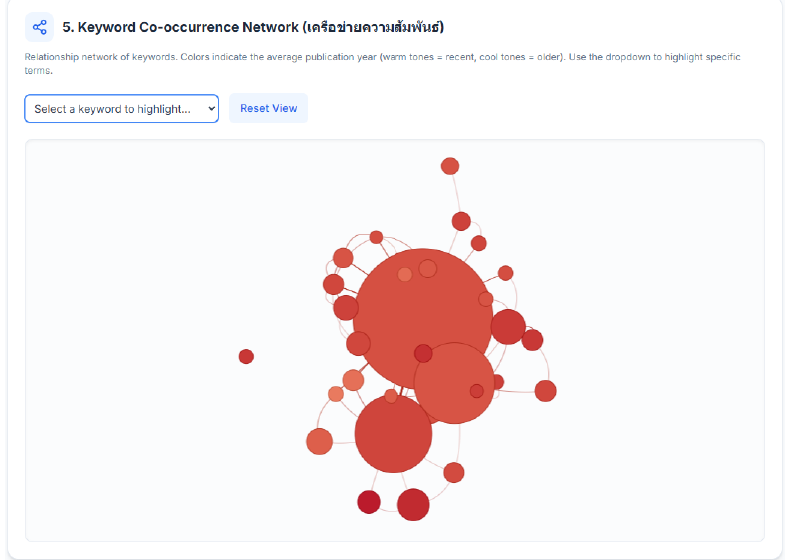 5. Keyword Co-occurrence Network (เครือข่ายความสัมพันธ์)
Relationship network of keywords. Colors indicate the average publication year (warm tones = recent, cool tones = older). Use the dropdown to highlight specific
terms.
Select a keyword to highlight...
Reset View